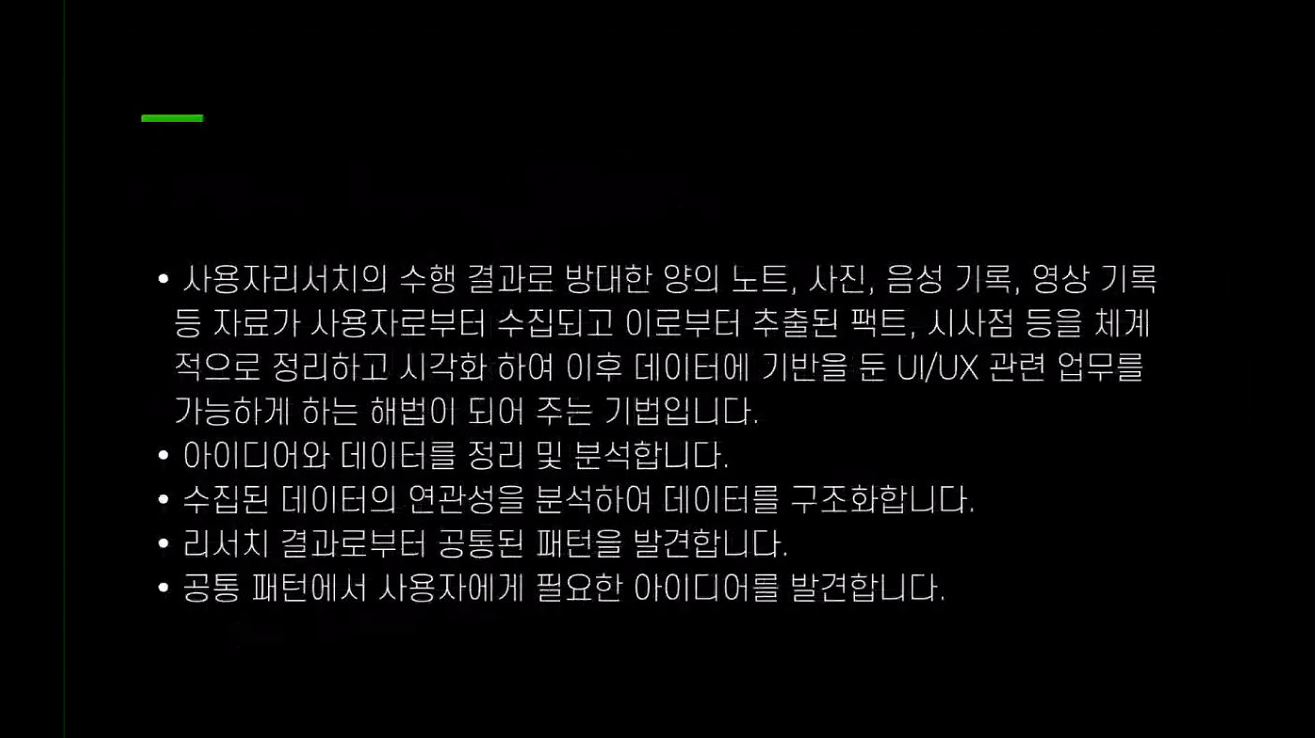 • 사용자리서치의 수행 결과로 방대한 양의 노트, 사진, 음성 기록, 영상 기록
등 자료가 사용자로부터 수집되고 이로부터 추출된 팩트, 시사점 등을 체계
적으로 정리하고 시각화 하여 이후 데이터에 기반을 둔 UI/UX 관련 업무를
가능하게 하는 해법이 되어 주는 기법입니다.
• 아이디어와 데이터를 정리 및 분석합니다.
• 수집된 데이터의 연관성을 분석하여 데이터를 구조화합니다.
• 리서치 결과로부터 공통된 패턴을 발견합니다.
• 공통 패턴에서 사용자에게 필요한 아이디어를 발견합니다.